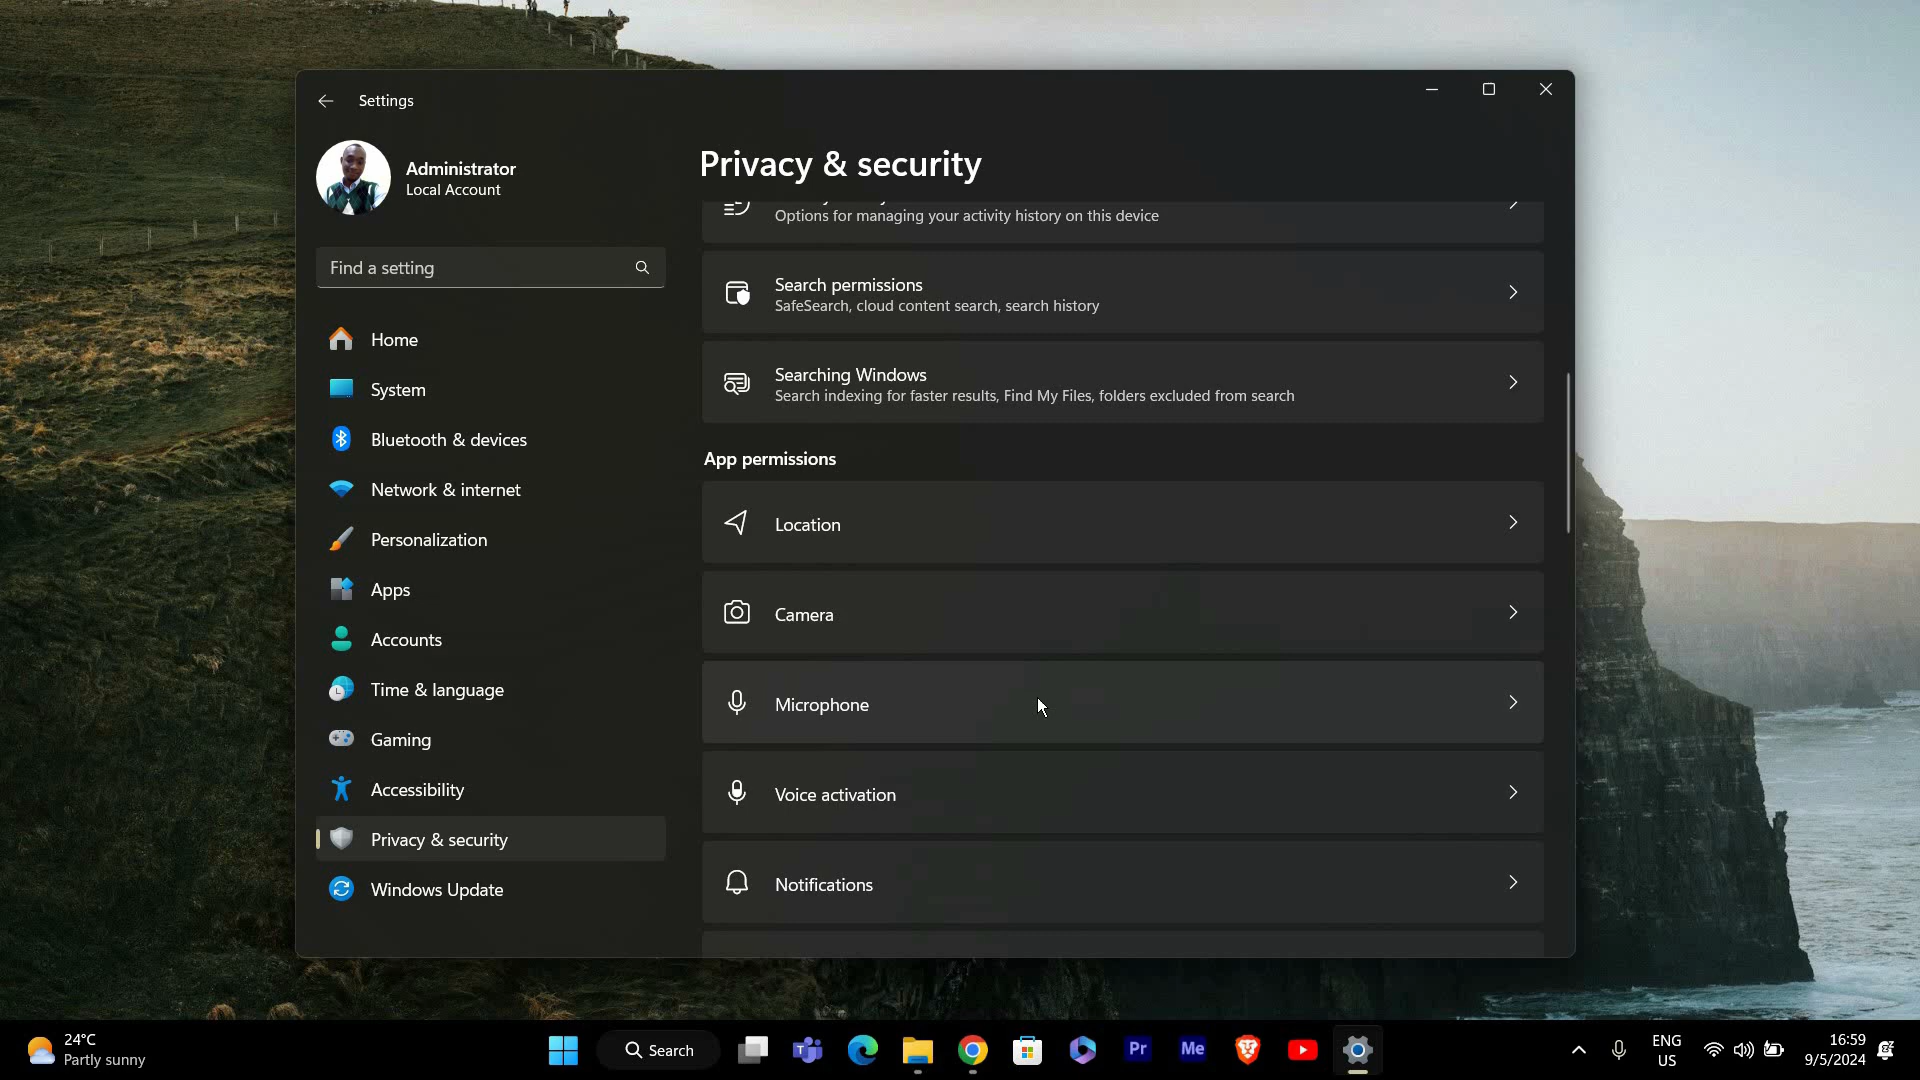 Settings
Administrator
Local Account
Find a setting
Home
System
Bluetooth & devices
Network & internet
Personalization
Apps
Accounts
Time & language
Gaming
Accessibility
Privacy & security
Windows Update
Privacy & security
Options for managing your activity history on this device
Search permissions
SafeSearch, cloud content search, search history
Searching Windows
Search indexing for faster results, Find My Files, folders excluded from search
App permissions
Location
Camera
Microphone
Voice activation
Notifications
24°C
Partly sunny
Search
Pr
Me
ENG
US
16:59
9/5/2024